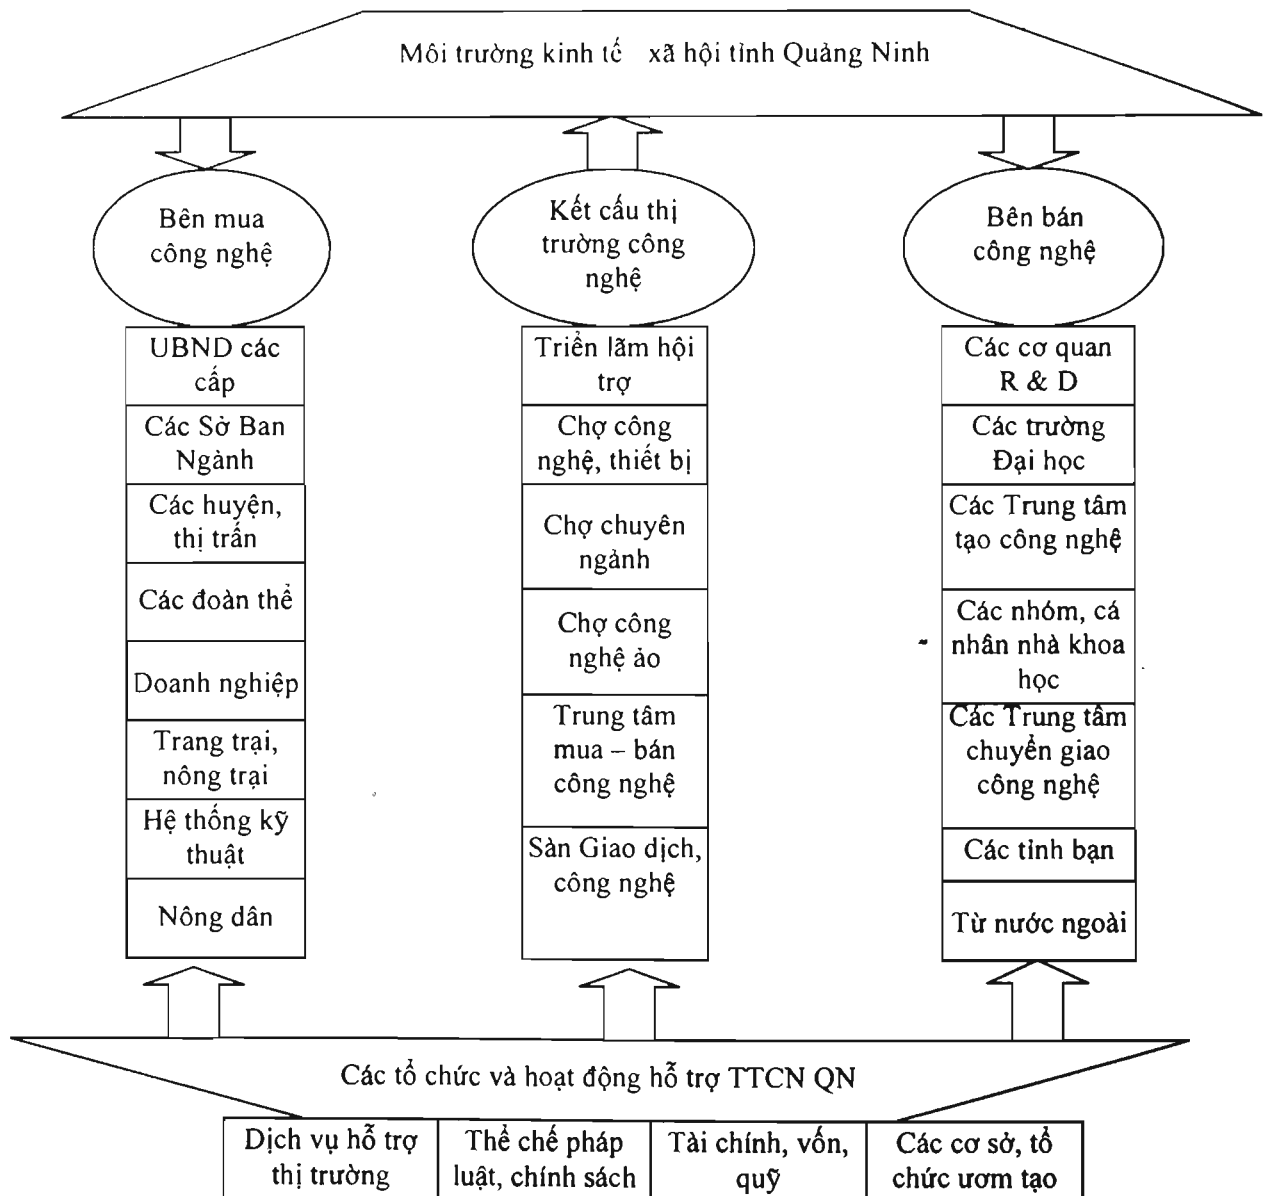 Môi trường kinh tế xã hội tỉnh Quảng Ninh
Bên mua
công nghệ
Kết cấu thị
trường công
nghệ
Bên bán
công nghệ
UBND các
cấp
Các Sở Ban
Ngành
Các huyện,
thị trấn
Các đoàn thể
Doanh nghiệp
Trang trại,
nông trại
Hệ thống kỹ
thuật
Nông dân
Triển lãm hội
trợ
Chợ công
nghệ, thiết bị
Chợ chuyên
ngành
Chợ công
nghệ ảo
Trung tâm
mua – bán
công nghệ
Sàn Giao dịch,
công nghệ
Các cơ quan
R & D
Các trường
Đại học
Các Trung tâm
tạo công nghệ
Các nhóm, cá
nhân nhà khoa
học
Các Trung tâm
chuyển giao
công nghệ
Các tỉnh bạn
Từ nước ngoài
Các tổ chức và hoạt động hỗ trợ TTCN QN
Dịch vụ hỗ trợ
thị trường
Thể chế pháp
luật, chính sách
Tài chính, vốn,
quỹ
Các cơ sở, tổ
chức ươm tạo